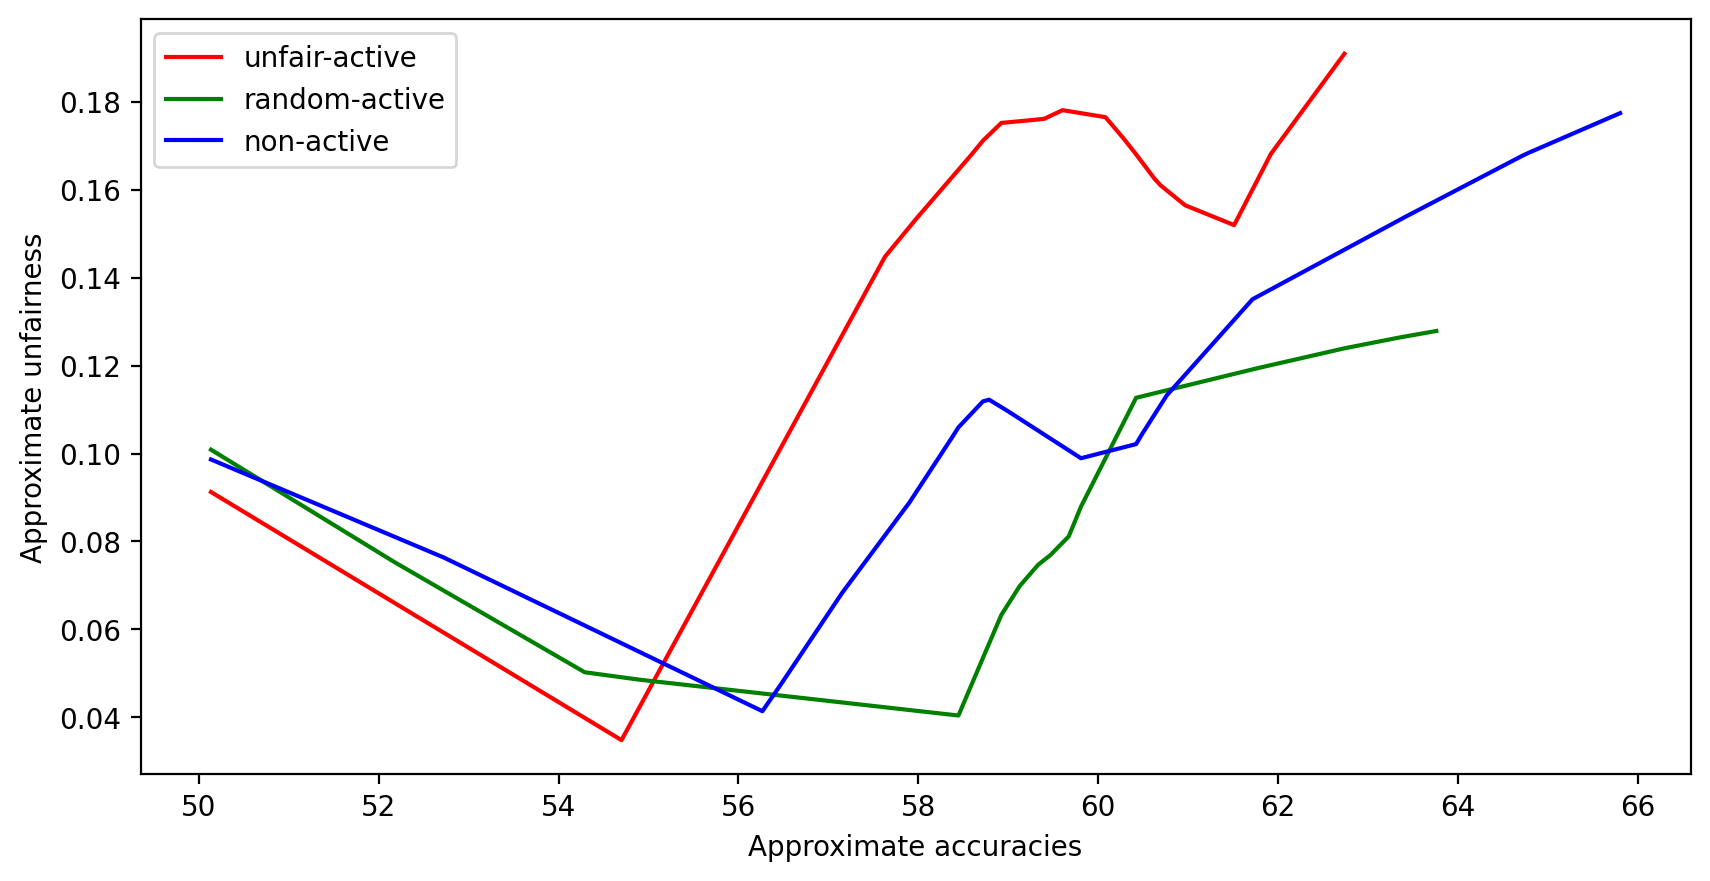 unfair-active
random-active
non-active
0.18
0.16
0.14
0.12
0.10
0.08
0.06
0.04
Approximate unfairness
50 52 54 56 58 60 62 64 66
Approximate accuracies